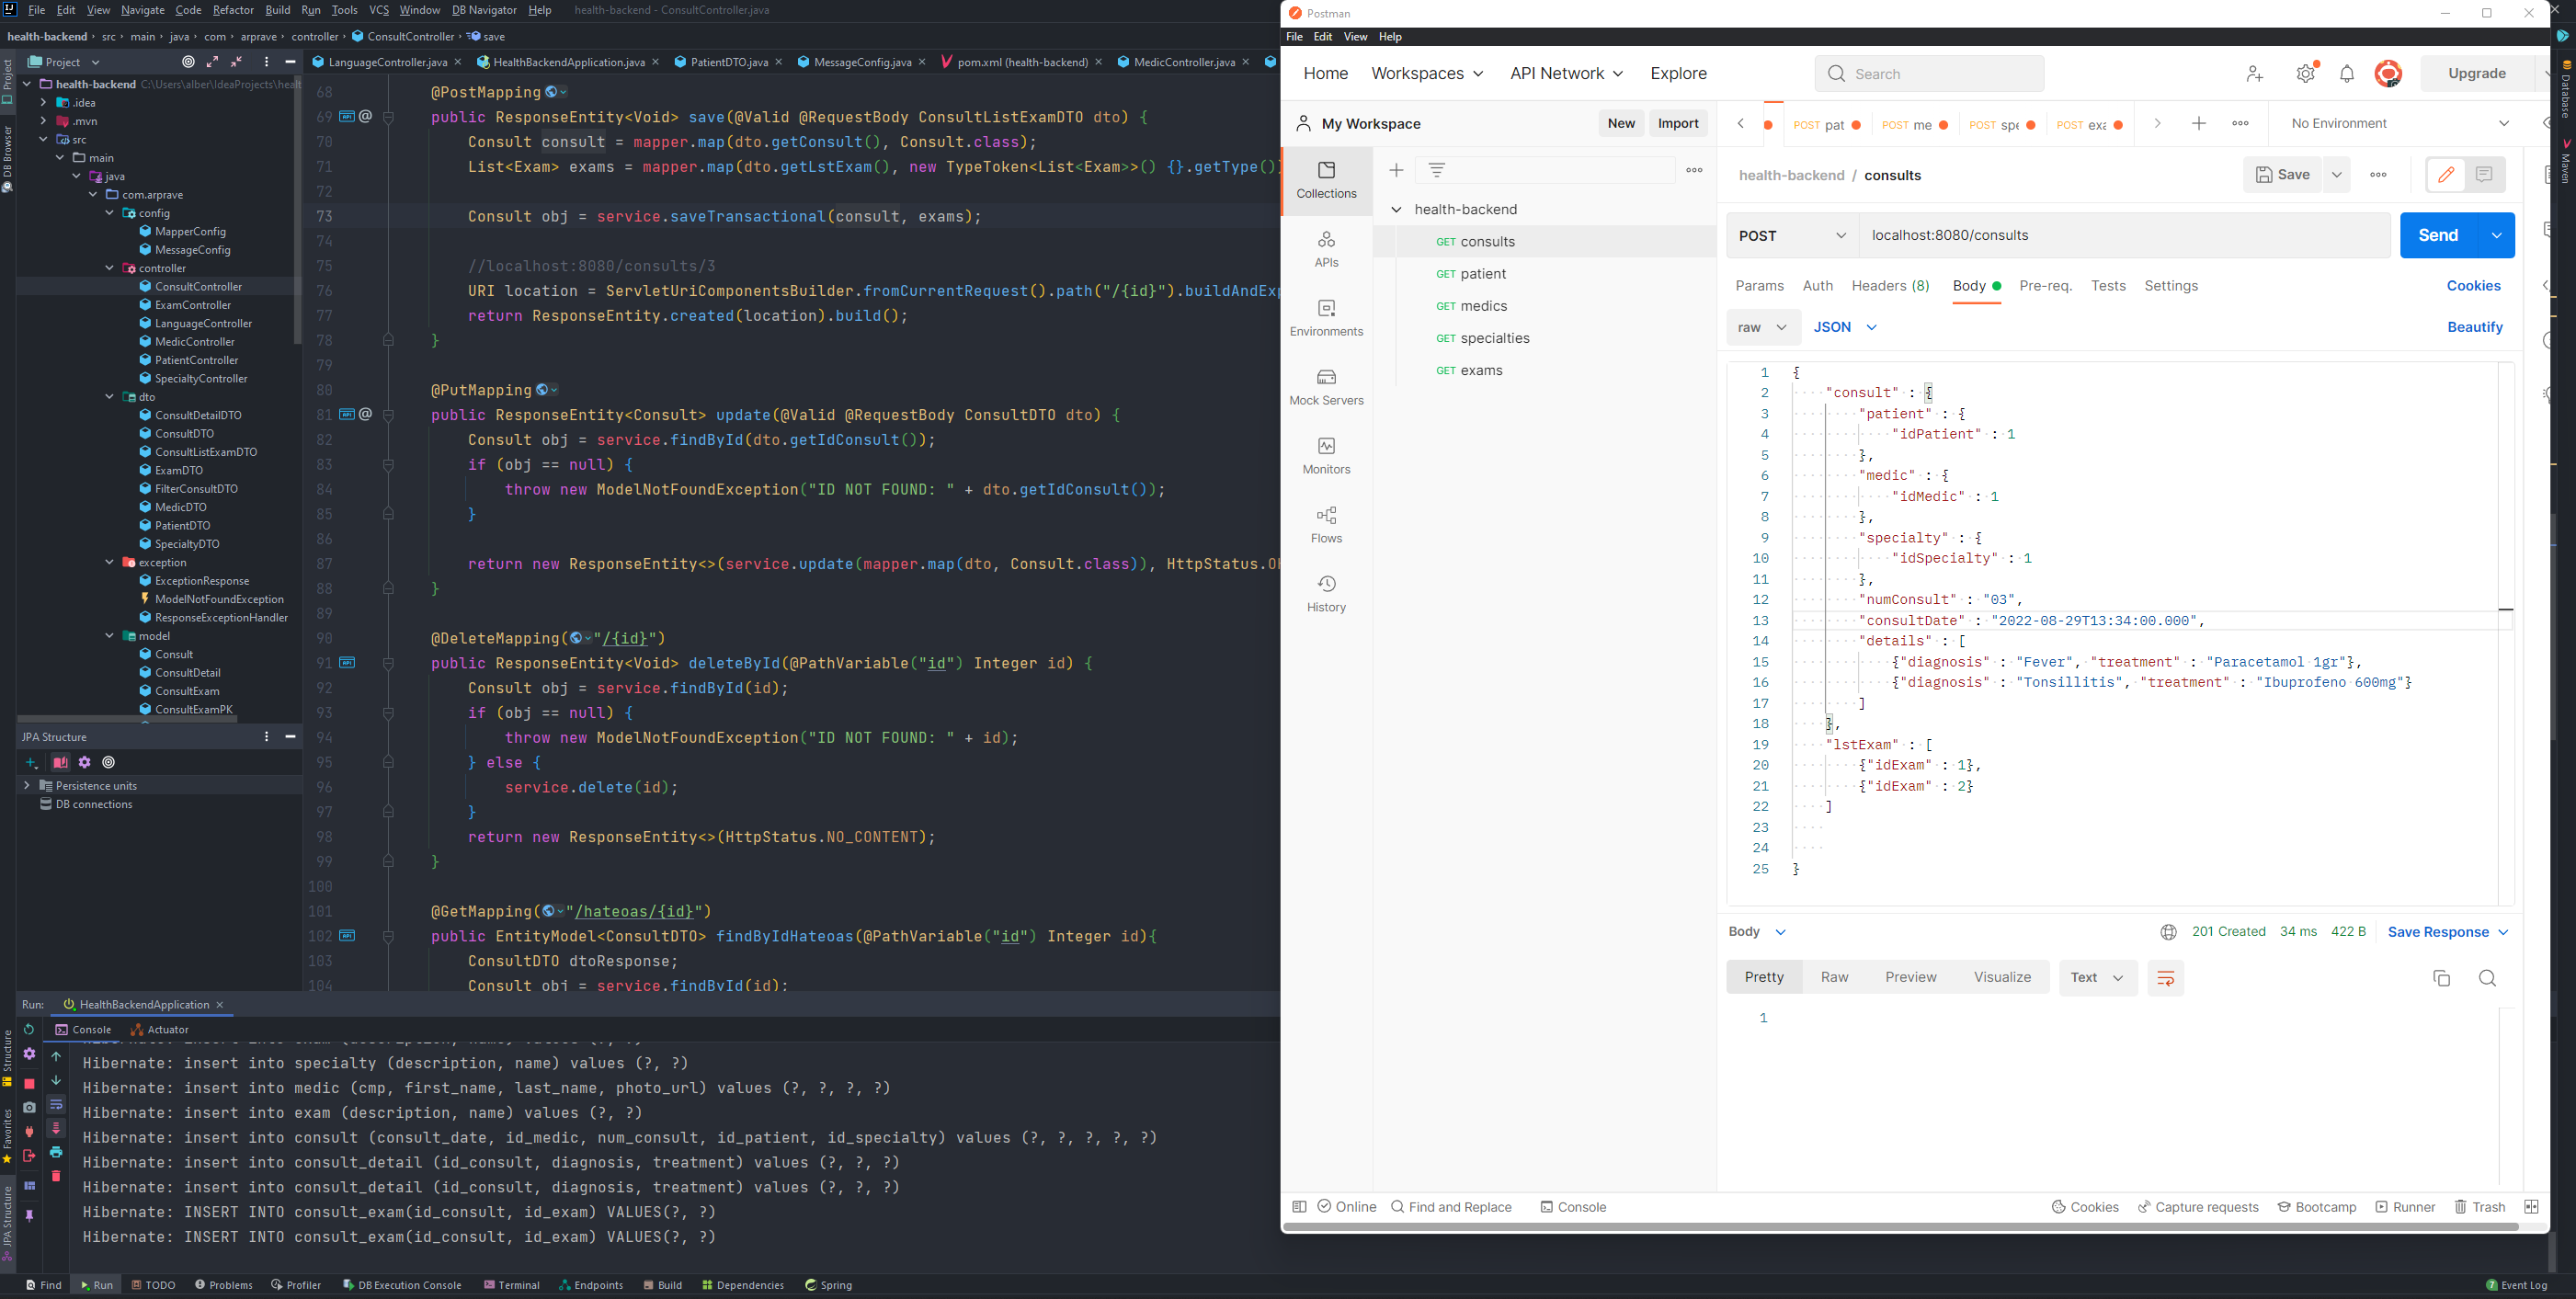 File Edit View Navigate Code Refactor Build Run Tools VCS Window DB Navigator Help health-backend - ConsultController.java
health-backend src main java com arprave controller ConsultController save
Project
LanguageController.java HealthBackendApplication.java PatientDTO.java MessageConfig.java pom.xml (health-backend) MedicController.java
health-backend C:\Users\alber\IdeaProjects\healt
.idea
.mvn
src
main
java
com.arprave
config
MapperConfig
MessageConfig
controller
ConsultController
ExamController
LanguageController
MedicController
PatientController
SpecialtyController
dto
ConsultDetailDTO
ConsultDTO
ConsultListExamDTO
ExamDTO
FilterConsultDTO
MedicDTO
PatientDTO
SpecialtyDTO
exception
ExceptionResponse
ModelNotFoundException
ResponseExceptionHandler
model
Consult
ConsultDetail
ConsultExam
ConsultExamPK
JPA Structure
Persistence units
DB connections
Project
DB Browser
Structure
Favorites
JPA Structure
68 @PostMapping
69 public ResponseEntity<Void> save(@Valid @RequestBody ConsultListExamDTO dto) {
70 Consult consult = mapper.map(dto.getConsult(), Consult.class);
71 List<Exam> exams = mapper.map(dto.getLstExam(), new TypeToken<List<Exam>>() {}.getType())
72
73 Consult obj = service.saveTransactional(consult, exams);
74
75 //localhost:8080/consults/3
76 URI location = ServletUriComponentsBuilder.fromCurrentRequest().path("/{id}").buildAndExp
77 return ResponseEntity.created(location).build();
78 }
79
80 @PutMapping
81 public ResponseEntity<Consult> update(@Valid @RequestBody ConsultDTO dto) {
82 Consult obj = service.findById(dto.getIdConsult());
83 if (obj == null) {
84 throw new ModelNotFoundException("ID NOT FOUND: " + dto.getIdConsult());
85 }
86
87 return new ResponseEntity<>(service.update(mapper.map(dto, Consult.class)), HttpStatus.OK
88 }
89
90 @DeleteMapping("/{id}")
91 public ResponseEntity<Void> deleteById(@PathVariable("id") Integer id) {
92 Consult obj = service.findById(id);
93 if (obj == null) {
94 throw new ModelNotFoundException("ID NOT FOUND: " + id);
95 } else {
96 service.delete(id);
97 }
98 return new ResponseEntity<>(HttpStatus.NO_CONTENT);
99 }
100
101 @GetMapping("/hateoas/{id}")
102 public EntityModel<ConsultDTO> findByIdHateoas(@PathVariable("id") Integer id){
103 ConsultDTO dtoResponse;
104 Consult obj = service.findById(id);
Run: HealthBackendApplication
Console Actuator
Hibernate: insert into exam (description, name) values (?, ?)
Hibernate: insert into specialty (description, name) values (?, ?)
Hibernate: insert into medic (cmp, first_name, last_name, photo_url) values (?, ?, ?, ?)
Hibernate: insert into exam (description, name) values (?, ?)
Hibernate: insert into consult (consult_date, id_medic, num_consult, id_patient, id_specialty) values (?, ?, ?, ?, ?)
Hibernate: insert into consult_detail (id_consult, diagnosis, treatment) values (?, ?, ?)
Hibernate: insert into consult_detail (id_consult, diagnosis, treatment) values (?, ?, ?)
Hibernate: INSERT INTO consult_exam(id_consult, id_exam) VALUES(?, ?)
Hibernate: INSERT INTO consult_exam(id_consult, id_exam) VALUES(?, ?)
Find Run TODO Problems Profiler DB Execution Console Terminal Endpoints Build Dependencies Spring
7 Event Log
Database
Maven
Postman
File Edit View Help
Home Workspaces API Network Explore Search Upgrade
My Workspace New Import
POST pat POST me POST spe POST exa No Environment
Collections
APIs
Environments
Mock Servers
Monitors
Flows
History
health-backend
GET consults
GET patient
GET medics
GET specialties
GET exams
health-backend / consults Save
POST localhost:8080/consults Send
Params Auth Headers (8) Body Pre-req. Tests Settings Cookies
raw JSON Beautify
1 {
2 "consult" : {
3 "patient" : {
4 "idPatient" : 1
5 },
6 "medic" : {
7 "idMedic" : 1
8 },
9 "specialty" : {
10 "idSpecialty" : 1
11 },
12 "numConsult" : "03",
13 "consultDate" : "2022-08-29T13:34:00.000",
14 "details" : [
15 {"diagnosis" : "Fever", "treatment" : "Paracetamol 1gr"},
16 {"diagnosis" : "Tonsillitis", "treatment" : "Ibuprofeno 600mg"}
17 ]
18 },
19 "lstExam" : [
20 {"idExam" : 1},
21 {"idExam" : 2}
22 ]
23
24
25 }
Body 201 Created 34 ms 422 B Save Response
Pretty Raw Preview Visualize Text
1
Online Find and Replace Console Cookies Capture requests Bootcamp Runner Trash